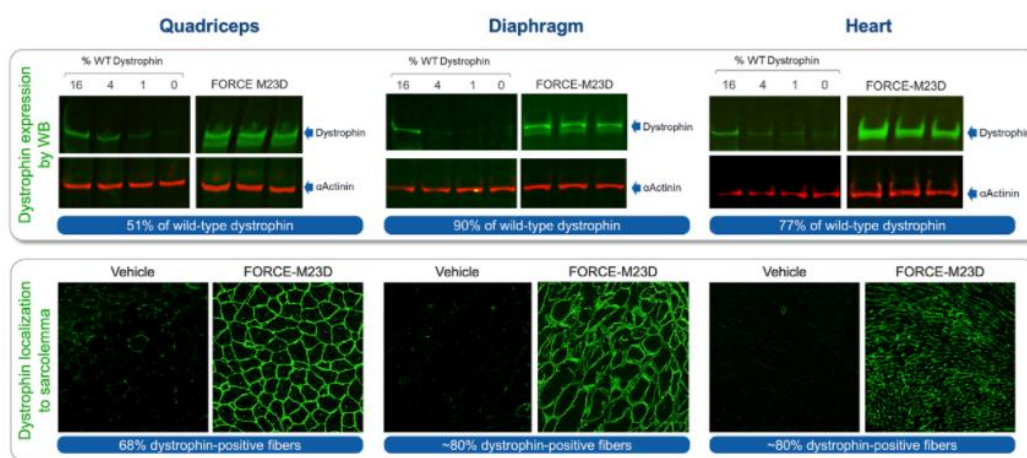 Quadriceps
Diaphragm
Heart
Dystrophin expression
by WB
% WT Dystrophin
16 4 1 0
FORCE M23D
Dystrophin
αActinin
51% of wild-type dystrophin
% WT Dystrophin
16 4 1 0
FORCE-M23D
Dystrophin
αActinin
90% of wild-type dystrophin
% WT Dystrophin
16 4 1 0
FORCE-M23D
Dystrophin
αActinin
77% of wild-type dystrophin
Dystrophin localization
to sarcolemma
Vehicle
FORCE-M23D
68% dystrophin-positive fibers
Vehicle
FORCE-M23D
~80% dystrophin-positive fibers
Vehicle
FORCE-M23D
~80% dystrophin-positive fibers